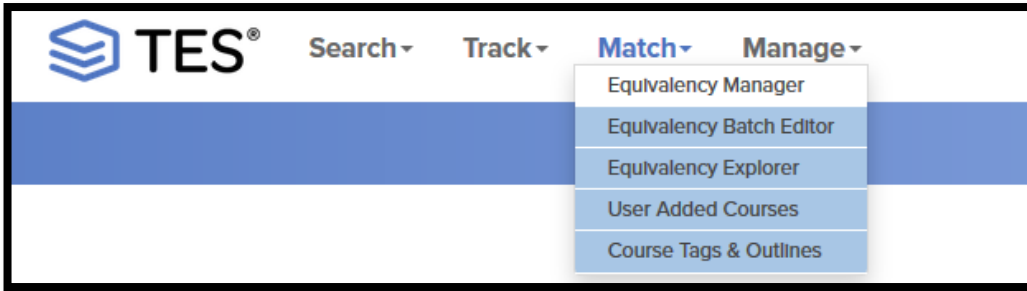 TES® Search Track Match Manage
Equivalency Manager
Equivalency Batch Editor
Equivalency Explorer
User Added Courses
Course Tags & Outlines